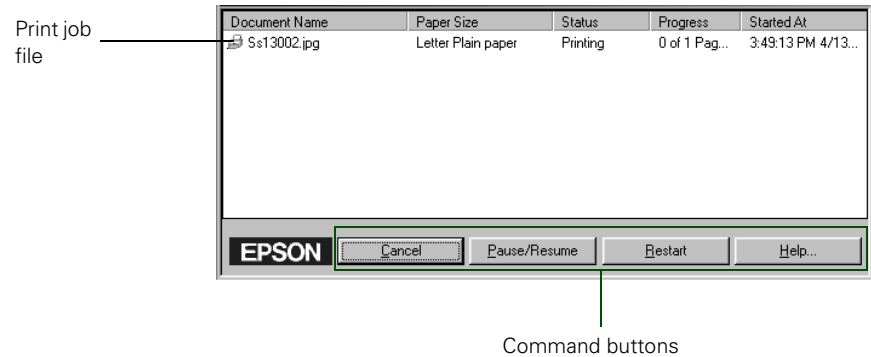 Print job
file
Document Name Paper Size Status Progress Started At
Ss13002.jpg Letter Plain paper Printing 0 of 1 Pag... 3:49:13 PM 4/13...
EPSON Cancel Pause/Resume Restart Help...
Command buttons